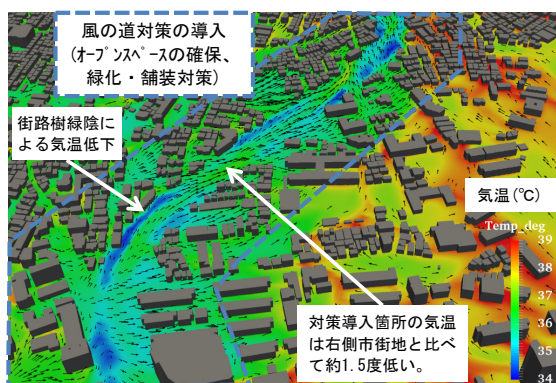 風の道対策の導入
(ｵｰﾌﾟﾝｽﾍﾟｰｽの確保、
緑化・舗装対策)
街路樹緑陰に
よる気温低下
気温(℃)
Temp_deg
39
38
37
36
35
34
対策導入箇所の気温
は右側市街地と比べ
て約1.5度低い。